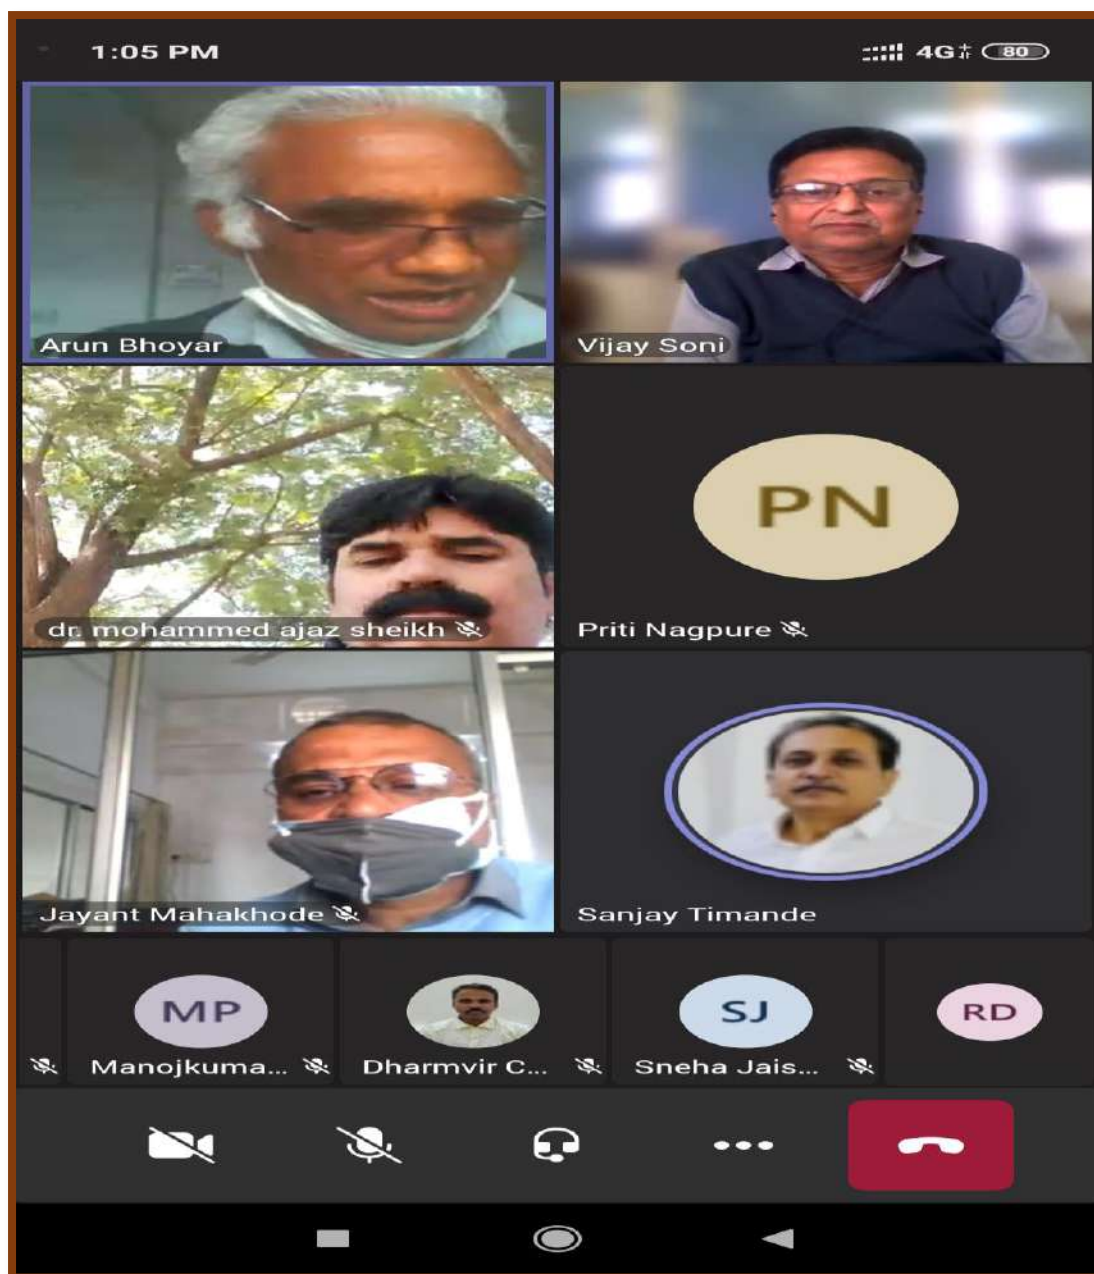 1:05 PM 4G 80
Arun Bhoyar
Vijay Soni
dr. mohammed ajaz sheikh
PN
Priti Nagpure
Jayant Mahakhode
Sanjay Timande
MP
SJ
RD
Manojkuma...
Dharmvir C...
Sneha Jais...